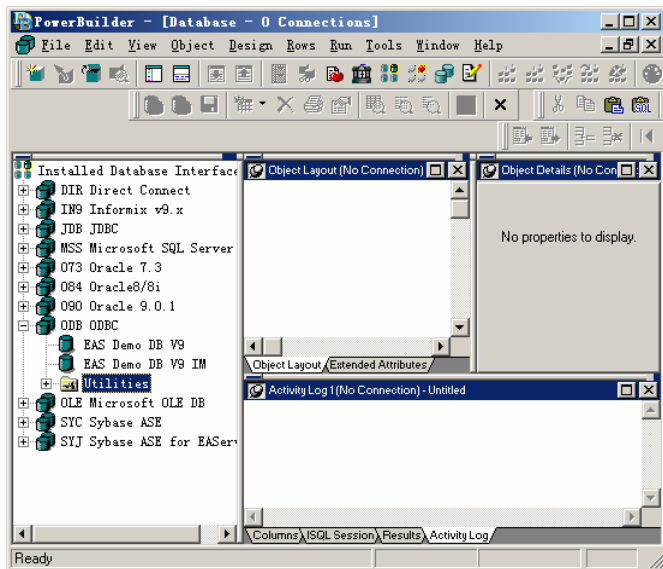 PowerBuilder - [Database - 0 Connections]
File Edit View Object Design Rows Run Tools Window Help
Installed Database Interface
DIR Direct Connect
IN9 Informix v9.x
JDB JDBC
MSS Microsoft SQL Server
O73 Oracle 7.3
O84 Oracle8/8i
O90 Oracle 9.0.1
ODB ODBC
EAS Demo DB V9
EAS Demo DB V9 IM
Utilities
OLE Microsoft OLE DB
SYC Sybase ASE
SYJ Sybase ASE for EAServ
Object Layout (No Connection)
Object Layout Extended Attributes
Object Details (No Con
No properties to display.
Activity Log1 (No Connection) - Untitled
Columns ISQL Session Results Activity Log
Ready